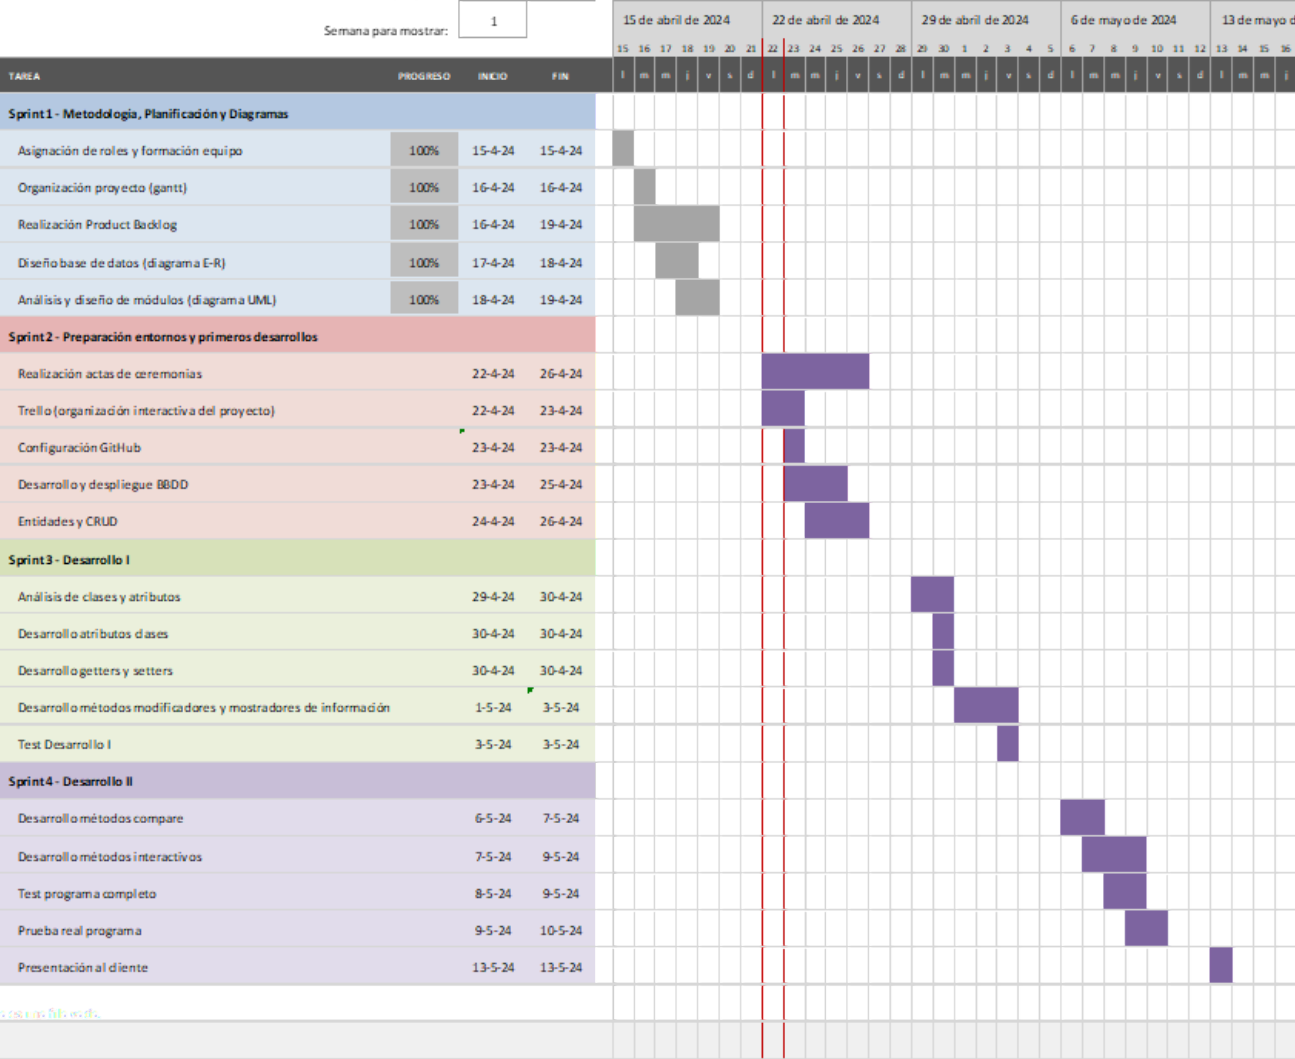 Semana para mostrar: 1
15 de abril de 2024 22 de abril de 2024 29 de abril de 2024 6 de mayo de 2024 13 de mayo d
15 16 17 18 19 20 21 22 23 24 25 26 27 28 29 30 1 2 3 4 5 6 7 8 9 10 11 12 13 14 15 16
TAREA PROGRESO INICIO FIN l m m j v s d l m m j v s d l m m j v s d l m m j v s d l m m j
Sprint 1 - Metodologia, Planificación y Diagramas
Asignación de roles y formación equipo 100% 15-4-24 15-4-24
Organización proyecto (gantt) 100% 16-4-24 16-4-24
Realización Product Backlog 100% 16-4-24 19-4-24
Diseño base de datos (diagrama E-R) 100% 17-4-24 18-4-24
Análisis y diseño de módulos (diagrama UML) 100% 18-4-24 19-4-24
Sprint 2 - Preparación entornos y primeros desarrollos
Realización actas de ceremonias 22-4-24 26-4-24
Trello (organización interactiva del proyecto) 22-4-24 23-4-24
Configuración GitHub 23-4-24 23-4-24
Desarrollo y despliegue BBDD 23-4-24 25-4-24
Entidades y CRUD 24-4-24 26-4-24
Sprint 3 - Desarrollo I
Análisis de clases y atributos 29-4-24 30-4-24
Desarrollo atributos clases 30-4-24 30-4-24
Desarrollo getters y setters 30-4-24 30-4-24
Desarrollo métodos modificadores y mostradores de información 1-5-24 3-5-24
Test Desarrollo I 3-5-24 3-5-24
Sprint 4 - Desarrollo II
Desarrollo métodos compare 6-5-24 7-5-24
Desarrollo métodos interactivos 7-5-24 9-5-24
Test programa completo 8-5-24 9-5-24
Prueba real programa 9-5-24 10-5-24
Presentación al cliente 13-5-24 13-5-24